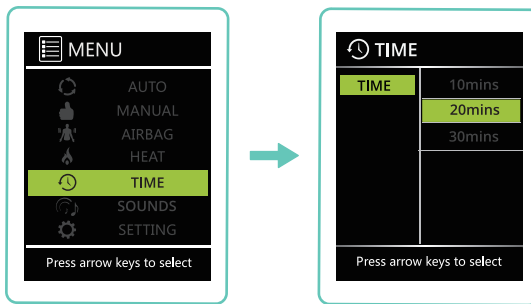 MENU
AUTO
MANUAL
AIRBAG
HEAT
TIME
SOUNDS
SETTING
Press arrow keys to select
TIME
TIME
10mins
20mins
30mins
Press arrow keys to select